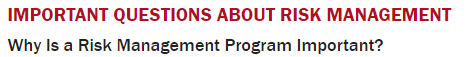 IMPORTANT QUESTIONS ABOUT RISK MANAGEMENT
Why Is a Risk Management Program Important?